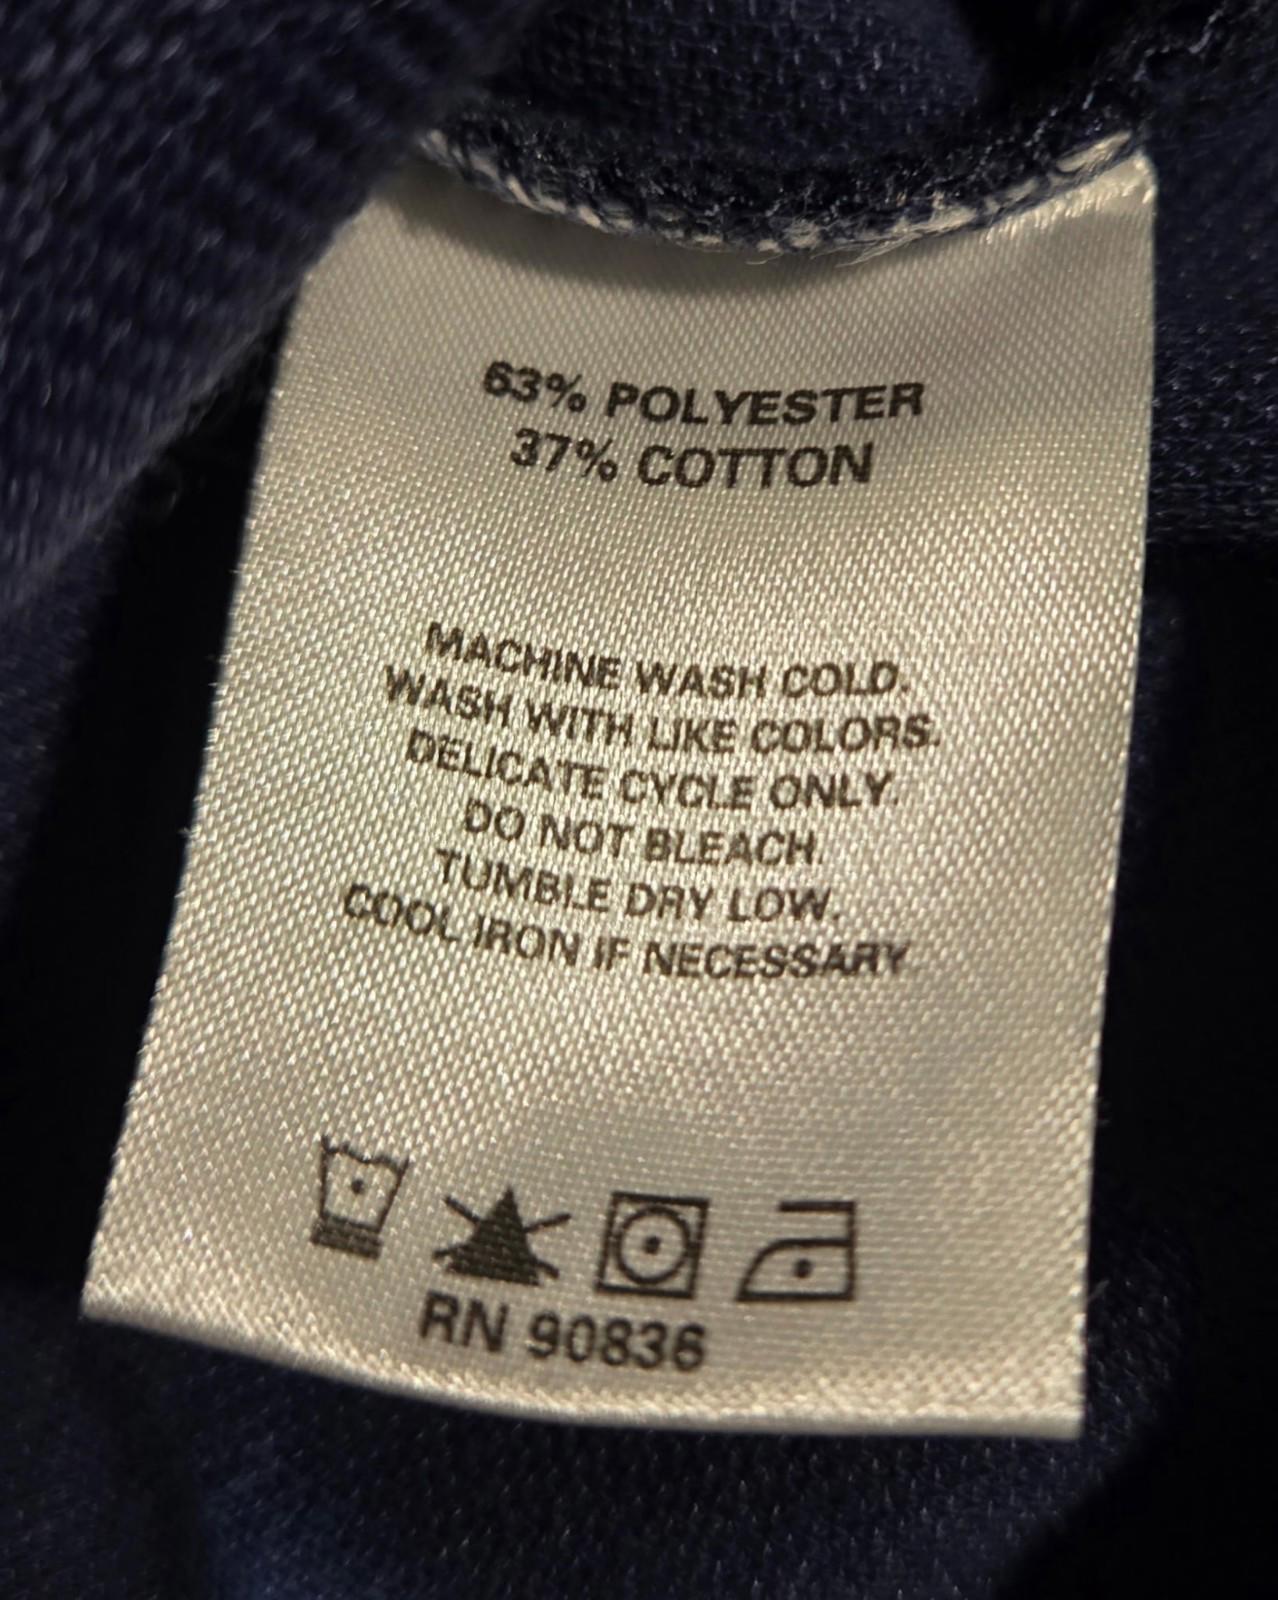 63% POLYESTER
37% COTTON
MACHINE WASH COLD.
WASH WITH LIKE COLORS.
DELICATE CYCLE ONLY.
DO NOT BLEACH.
TUMBLE DRY LOW.
COOL IRON IF NECESSARY
RN 90836